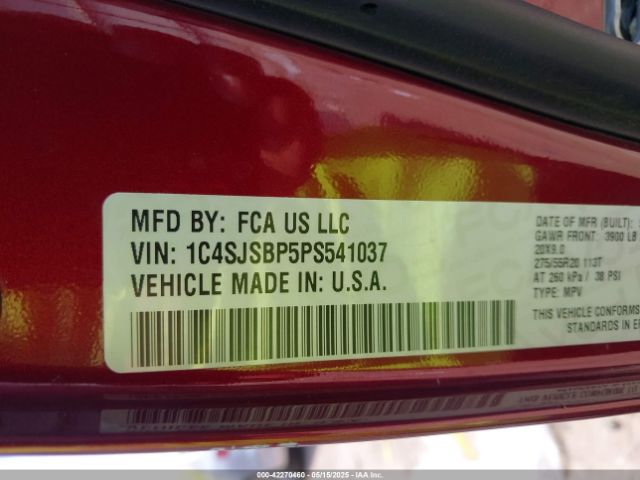 MFD BY: FCA US LLC
VIN: 1C4SJSBP5PS541037
VEHICLE MADE IN: U.S.A.
DATE OF MFR (BUILT):
GAWR FRONT: 3900 LB
20X9.0
275/55R20 113T
AT 260 kPa / 38 PSI
TYPE: MPV
THIS VEHICLE CONFORMS
STANDARDS IN EF
000-42270460 - 05/15/2025 - IAAI Corporate